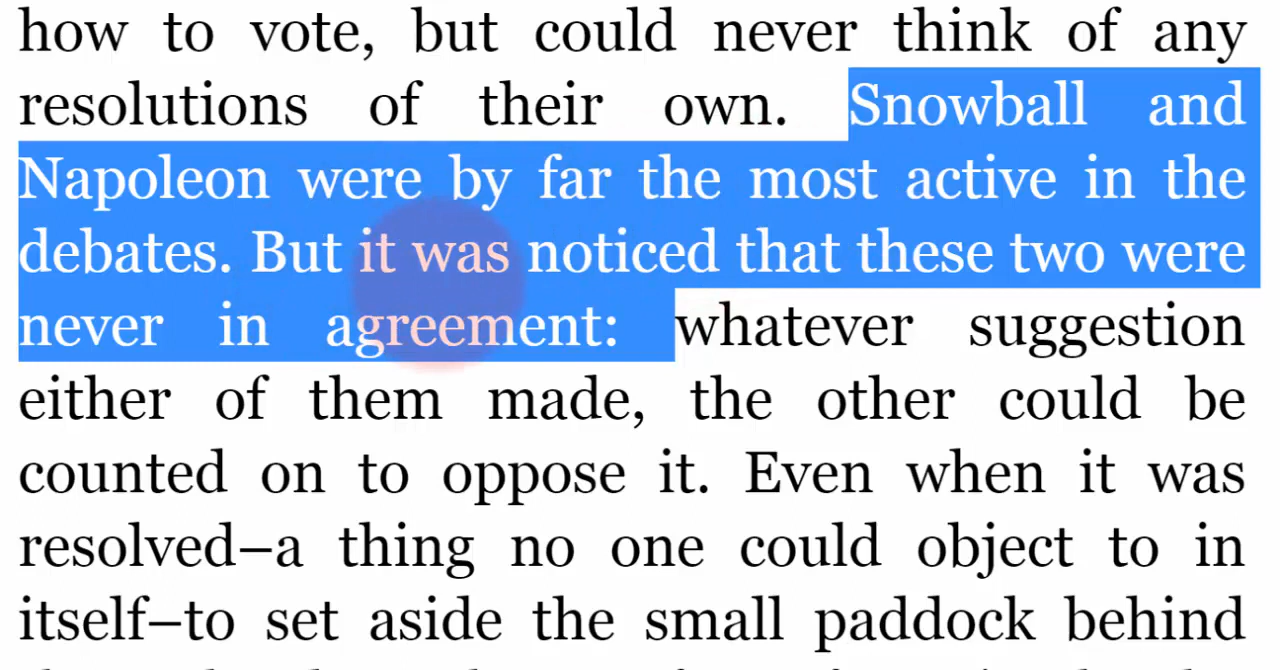 how to vote, but could never think of any
resolutions of their own. Snowball and
Napoleon were by far the most active in the
debates. But it was noticed that these two were
never in agreement: whatever suggestion
either of them made, the other could be
counted on to oppose it. Even when it was
resolved–a thing no one could object to in
itself–to set aside the small paddock behind